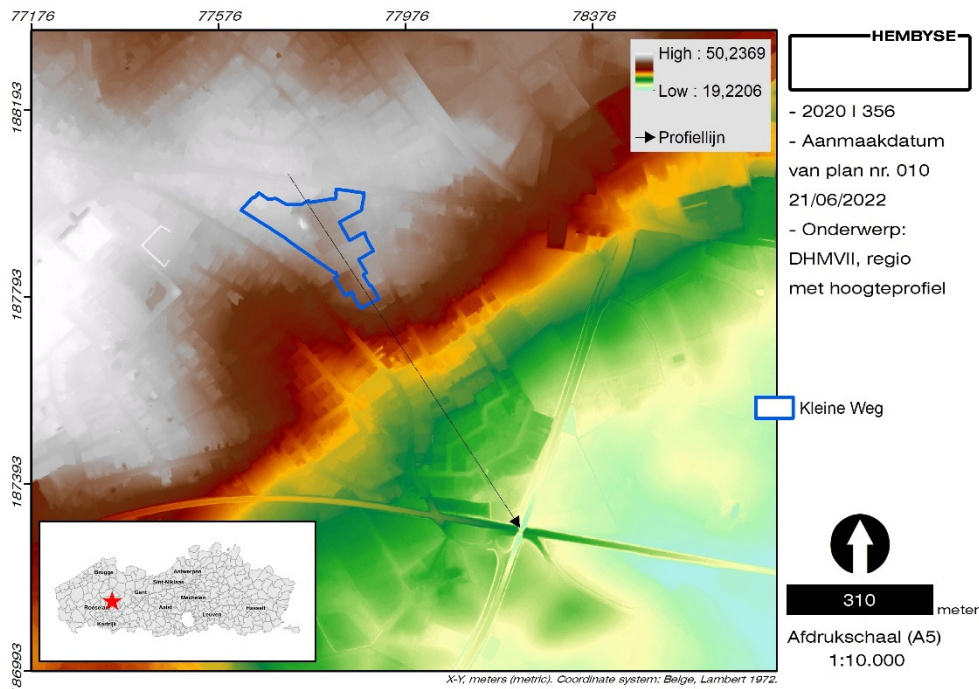 77176
77576
77976
78376
188193
187793
187393
86993
High : 50,2369
Low : 19,2206
Profiellijn
HEMBYSE
- 2020 I 356
- Aanmaakdatum
van plan nr. 010
21/06/2022
- Onderwerp:
DHMVII, regio
met hoogteprofiel
Kleine Weg
310
meter
Afdrukschaal (A5)
1:10.000
Brugge
Antwerpen
Sint-Niklaas
Gent
Mechelen
Roeselare
Aalst
Leuven
Hasselt
Kortrijk
X-Y, meters (metric). Coordinate system: Belge, Lambert 1972.